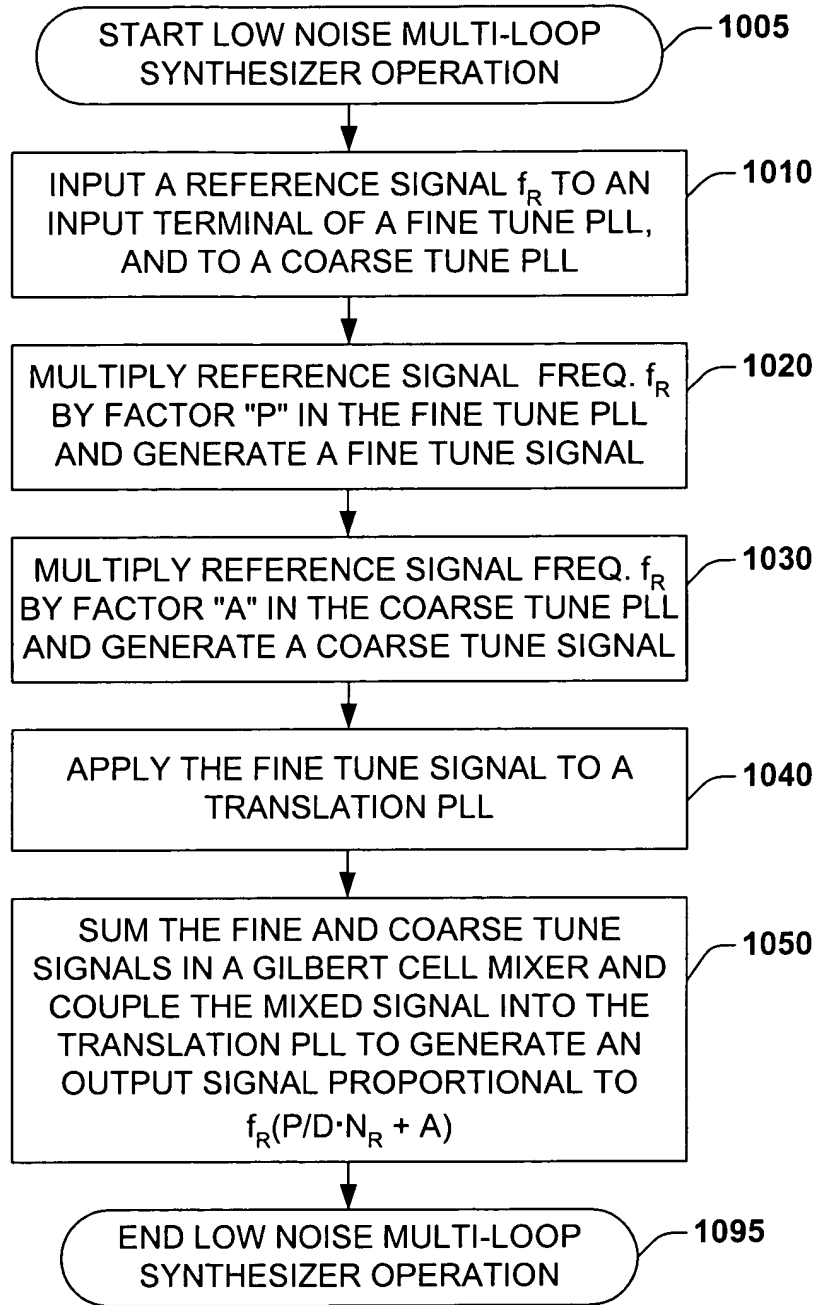 START LOW NOISE MULTI-LOOP
SYNTHESIZER OPERATION
1005
INPUT A REFERENCE SIGNAL fR TO AN
INPUT TERMINAL OF A FINE TUNE PLL,
AND TO A COARSE TUNE PLL
1010
MULTIPLY REFERENCE SIGNAL FREQ. fR
BY FACTOR "P" IN THE FINE TUNE PLL
AND GENERATE A FINE TUNE SIGNAL
1020
MULTIPLY REFERENCE SIGNAL FREQ. fR
BY FACTOR "A" IN THE COARSE TUNE PLL
AND GENERATE A COARSE TUNE SIGNAL
1030
APPLY THE FINE TUNE SIGNAL TO A
TRANSLATION PLL
1040
SUM THE FINE AND COARSE TUNE
SIGNALS IN A GILBERT CELL MIXER AND
COUPLE THE MIXED SIGNAL INTO THE
TRANSLATION PLL TO GENERATE AN
OUTPUT SIGNAL PROPORTIONAL TO
fR(P/D·NR + A)
1050
END LOW NOISE MULTI-LOOP
SYNTHESIZER OPERATION
1095